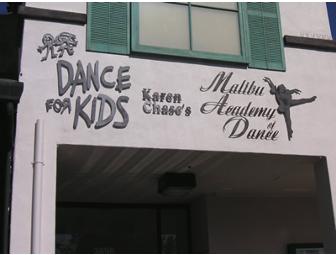 DANCE
FOR KIDS
Karen
Chase's
Malibu
Academy
of
Dance